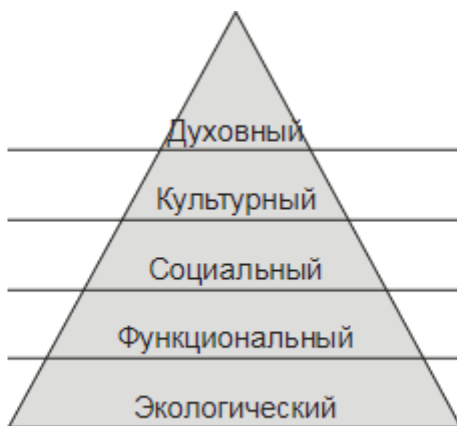 Духовный
Культурный
Социальный
Функциональный
Экологический